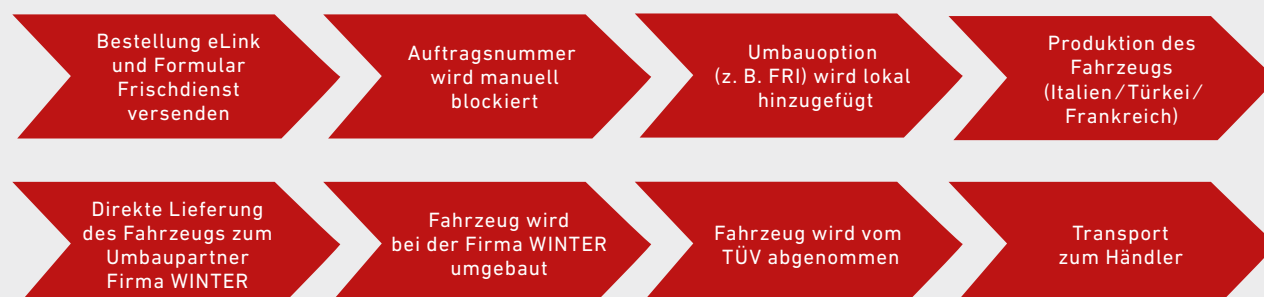 Bestellung eLink
und Formular
Frischdienst
versenden
Auftragsnummer
wird manuell
blockiert
Umbauoption
(z. B. FRI) wird lokal
hinzugefügt
Produktion des
Fahrzeugs
(Italien/Türkei/
Frankreich)
Direkte Lieferung
des Fahrzeugs zum
Umbaupartner
Firma WINTER
Fahrzeug wird
bei der Firma WINTER
umgebaut
Fahrzeug wird vom
TÜV abgenommen
Transport
zum Händler